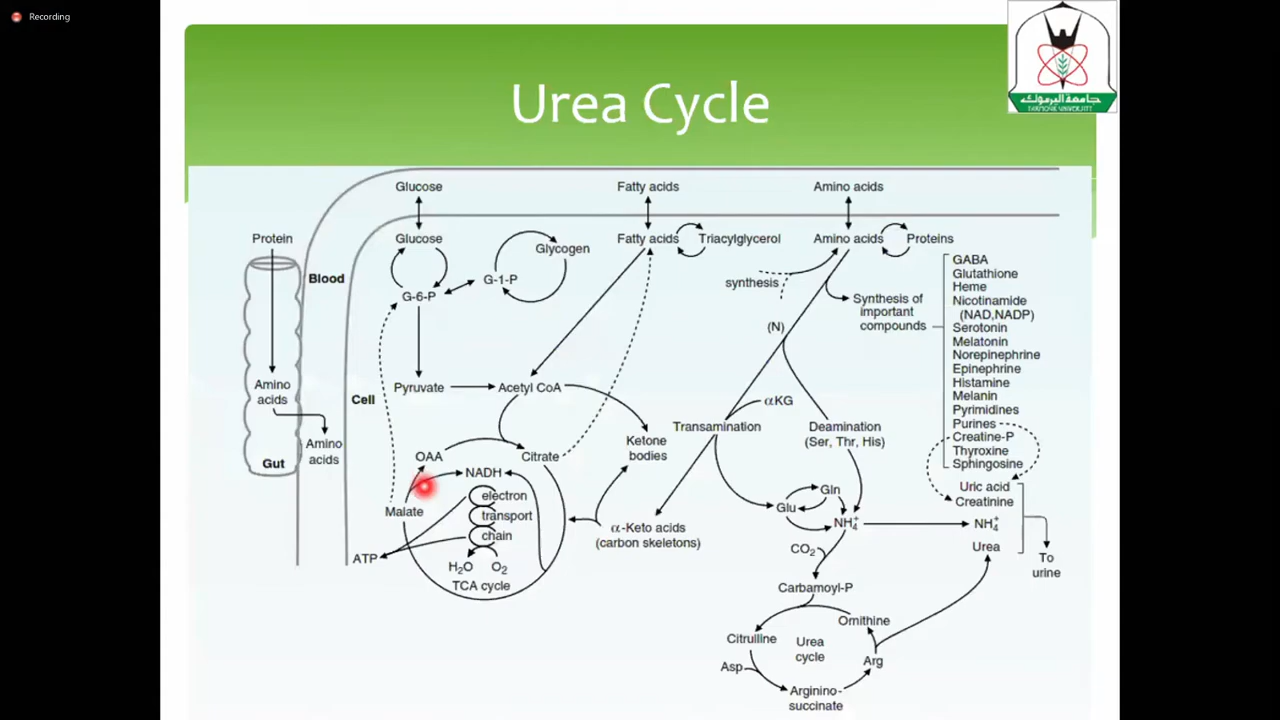 Recording
Urea Cycle
جامعة اليرموك
YARMOUK UNIVERSITY
Glucose
Fatty acids
Amino acids
Protein
Glucose
Glycogen
Fatty acids
Triacylglycerol
Amino acids
Proteins
Blood
G-6-P
G-1-P
synthesis
Synthesis of
important
compounds
GABA
Glutathione
Heme
Nicotinamide
(NAD,NADP)
Serotonin
Melatonin
Norepinephrine
Epinephrine
Histamine
Melanin
Pyrimidines
Purines
Creatine-P
Thyroxine
Sphingosine
(N)
Amino
acids
Cell
Pyruvate
Acetyl CoA
αKG
Transamination
Deamination
(Ser, Thr, His)
Ketone
bodies
Gut
Amino
acids
OAA
Citrate
NADH
electron
transport
chain
Malate
ATP
H₂O
O₂
TCA cycle
α-Keto acids
(carbon skeletons)
Glu
Gln
NH₄⁺
Uric acid
Creatinine
NH₄⁺
Urea
To
urine
CO₂
Carbamoyl-P
Ornithine
Citrulline
Urea
cycle
Asp
Arg
Arginino-
succinate